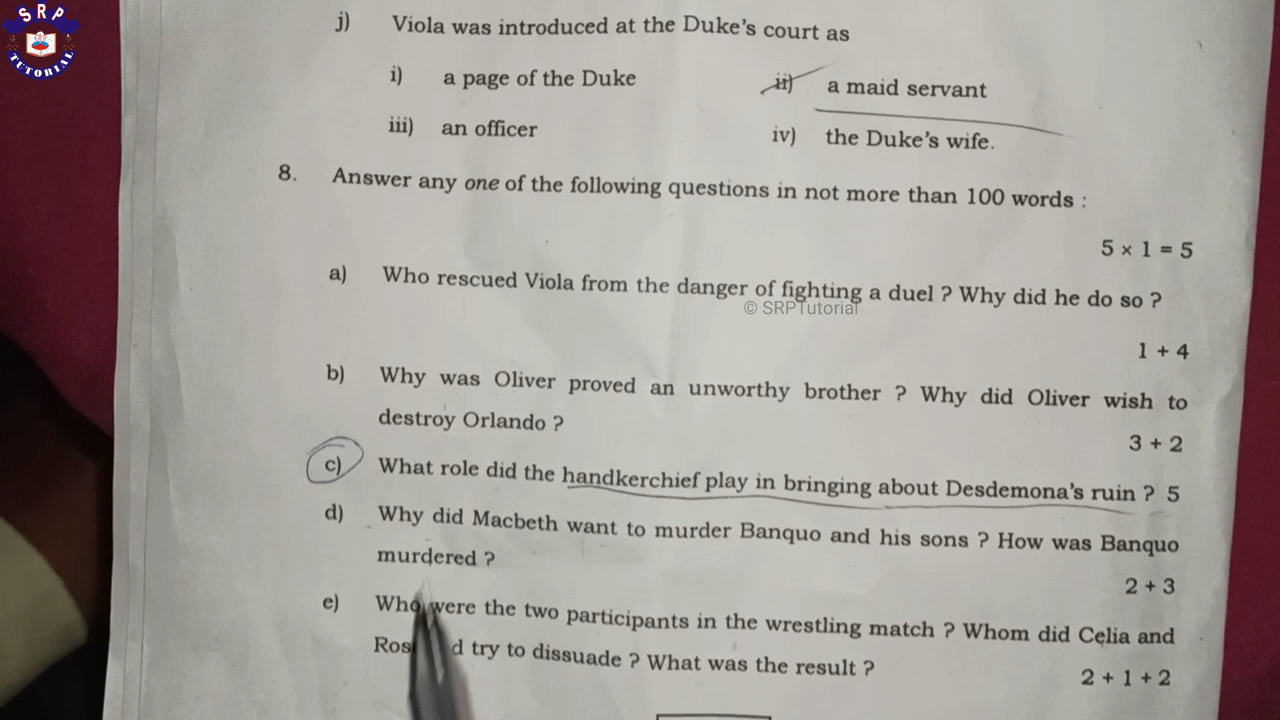 SRP
TUTORIAL
j) Viola was introduced at the Duke's court as
i) a page of the Duke ii) a maid servant
iii) an officer iv) the Duke's wife.
8. Answer any one of the following questions in not more than 100 words :
5 × 1 = 5
a) Who rescued Viola from the danger of fighting a duel ? Why did he do so ?
© SRPTutorial
1 + 4
b) Why was Oliver proved an unworthy brother ? Why did Oliver wish to
destroy Orlando ?
3 + 2
c) What role did the handkerchief play in bringing about Desdemona's ruin ? 5
d) Why did Macbeth want to murder Banquo and his sons ? How was Banquo
murdered ?
2 + 3
e) Who were the two participants in the wrestling match ? Whom did Celia and
try to dissuade ? What was the result ?
2 + 1 + 2